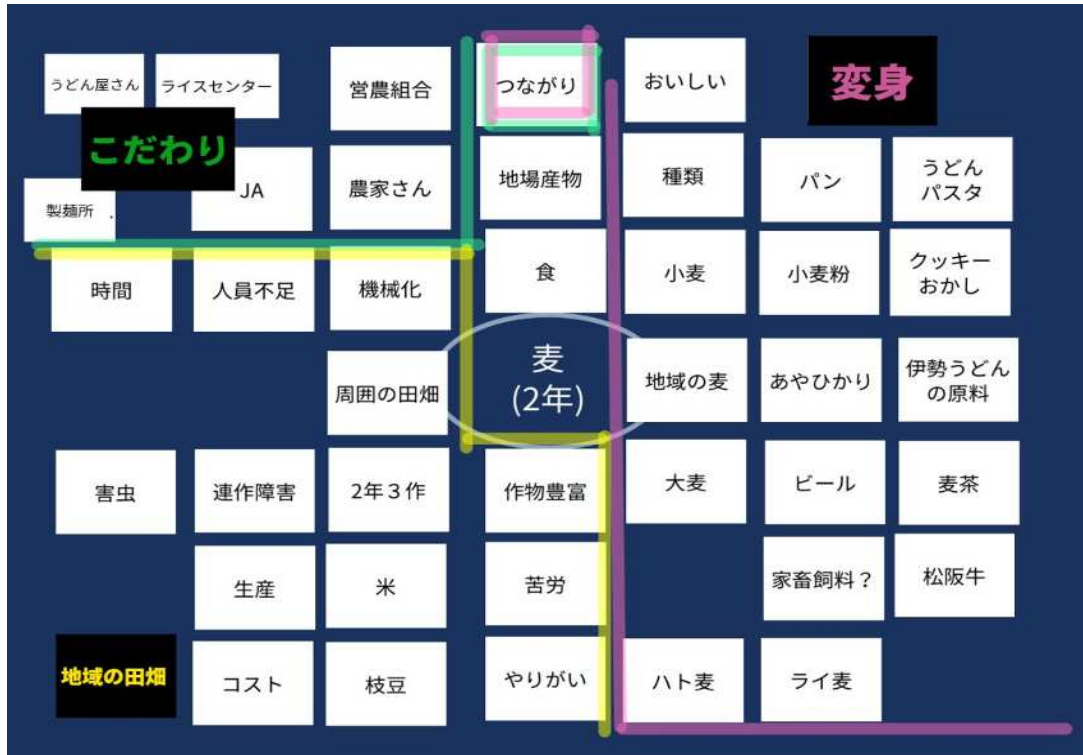 うどん屋さん
ライスセンター
営農組合
つながり
おいしい
変身
こだわり
製麺所 .
JA
農家さん
地場産物
種類
パン
うどん
パスタ
時間
人員不足
機械化
食
小麦
小麦粉
クッキー
おかし
周囲の田畑
麦
(2年)
地域の麦
あやひかり
伊勢うどん
の原料
害虫
連作障害
2年3作
作物豊富
大麦
ビール
麦茶
生産
米
苦労
家畜飼料?
松阪牛
地域の田畑
コスト
枝豆
やりがい
ハト麦
ライ麦